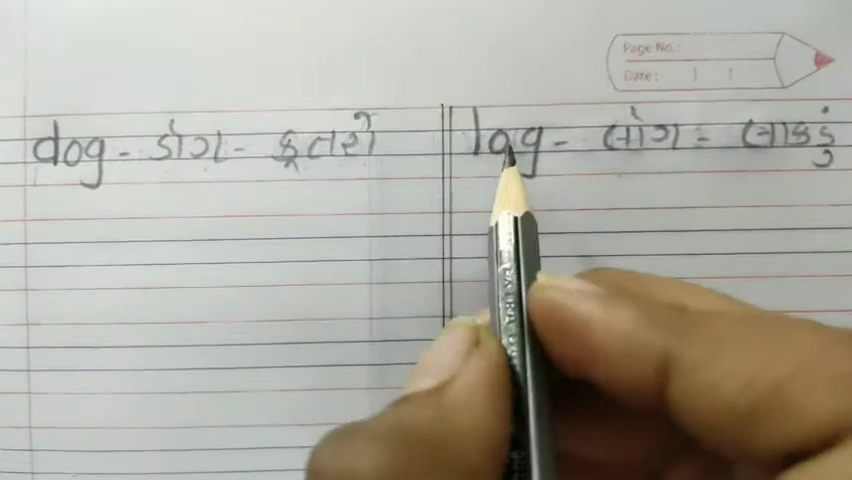 Page No.:
Date:
dog - ડોગ - કૂતરો
log - લોગ - લાકડું